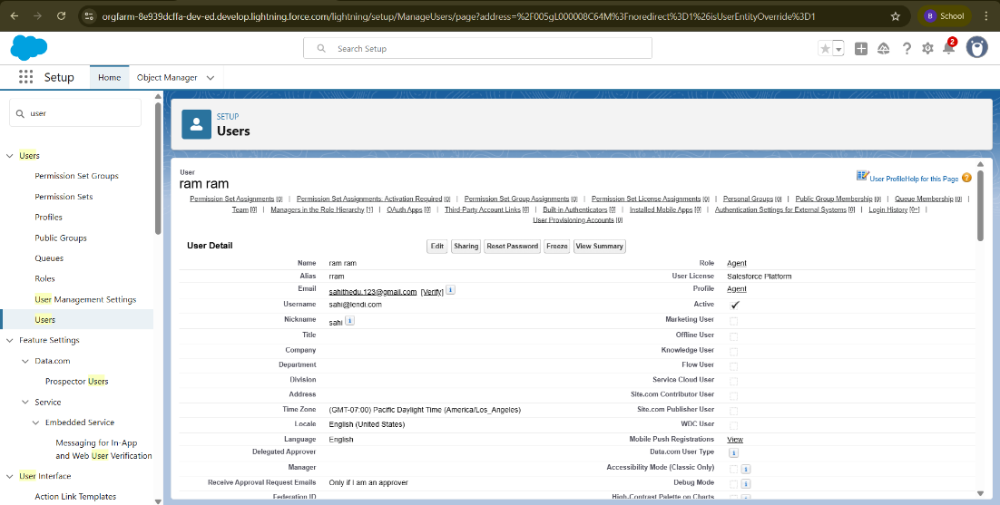 orgfarm-8e939dcffa-dev-ed.develop.lightning.force.com/lightning/setup/ManageUsers/page?address=%2F005gL000008C64M%3Fnoredirect%3D1%26isUserEntityOverride%3D1
B School
Search Setup
2
Setup Home Object Manager
user
Users
Permission Set Groups
Permission Sets
Profiles
Public Groups
Queues
Roles
User Management Settings
Users
Feature Settings
Data.com
Prospector Users
Service
Embedded Service
Messaging for In-App
and Web User Verification
User Interface
Action Link Templates
SETUP
Users
User
ram ram
User Profile Help for this Page
Permission Set Assignments [0] | Permission Set Assignments: Activation Required [0] | Permission Set Group Assignments [0] | Permission Set License Assignments [0] | Personal Groups [0] | Public Group Membership [0] | Queue Membership [0] |
Team [0] | Managers in the Role Hierarchy [1] | OAuth Apps [0] | Third-Party Account Links [0] | Built-in Authenticators [0] | Installed Mobile Apps [0] | Authentication Settings for External Systems [0] | Login History [0+] |
User Provisioning Accounts [0]
User Detail Edit Sharing Reset Password Freeze View Summary
Name ram ram Role Agent
Alias rram User License Salesforce Platform
Email sahithedu.123@gmail.com [Verify] i Profile Agent
Username sahi@lendi.com Active
Nickname sahi i Marketing User
Title Offline User
Company Knowledge User
Department Flow User
Division Service Cloud User
Address Site.com Contributor User
Time Zone (GMT-07:00) Pacific Daylight Time (America/Los_Angeles) Site.com Publisher User
Locale English (United States) WDC User
Language English Mobile Push Registrations View
Delegated Approver Data.com User Type i
Manager Accessibility Mode (Classic Only) i
Receive Approval Request Emails Only if I am an approver Debug Mode i
Federation ID High-Contrast Palette on Charts i